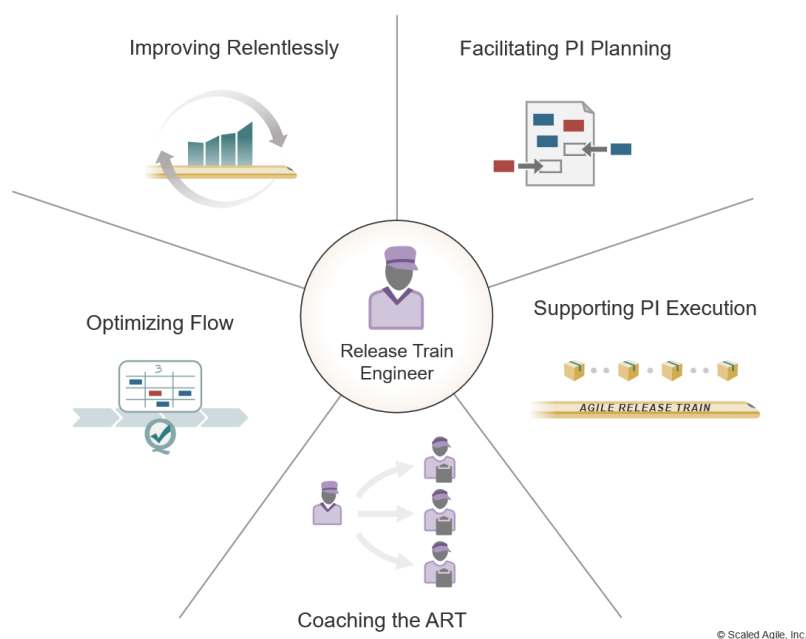 Improving Relentlessly
Facilitating PI Planning
Optimizing Flow
3
Release Train
Engineer
Supporting PI Execution
AGILE RELEASE TRAIN
Coaching the ART
© Scaled Agile, Inc.